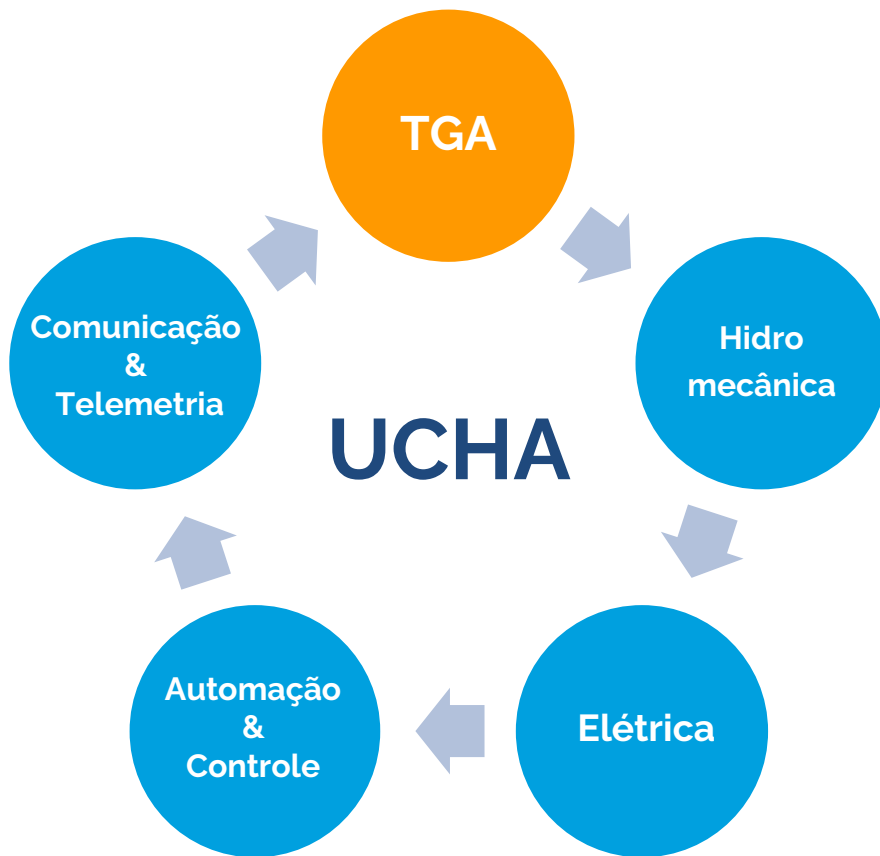 TGA
Hidro
mecânica
Elétrica
Automação
&
Controle
Comunicação
&
Telemetria
UCHA